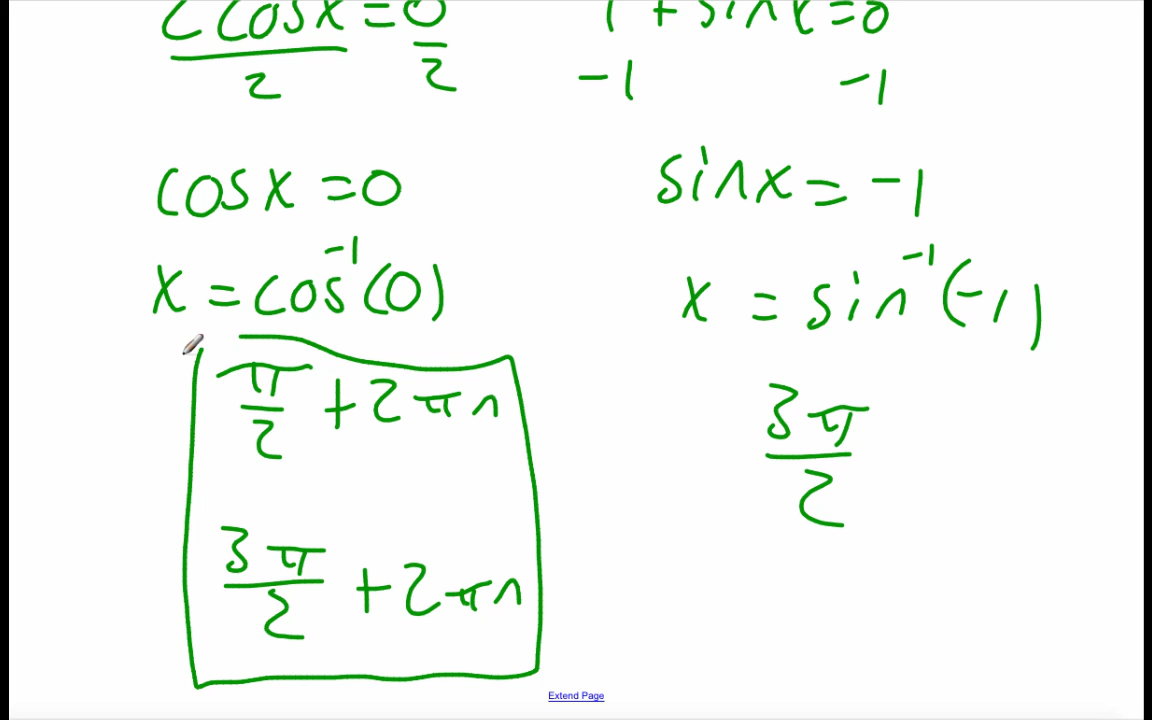 2cosx=0 1+sinx=0
2 2 -1 -1
cosx=0 sinx=-1
x=cos⁻¹(0) x=sin⁻¹(-1)
π/2+2πn 3π/2
3π/2+2πn
Extend Page